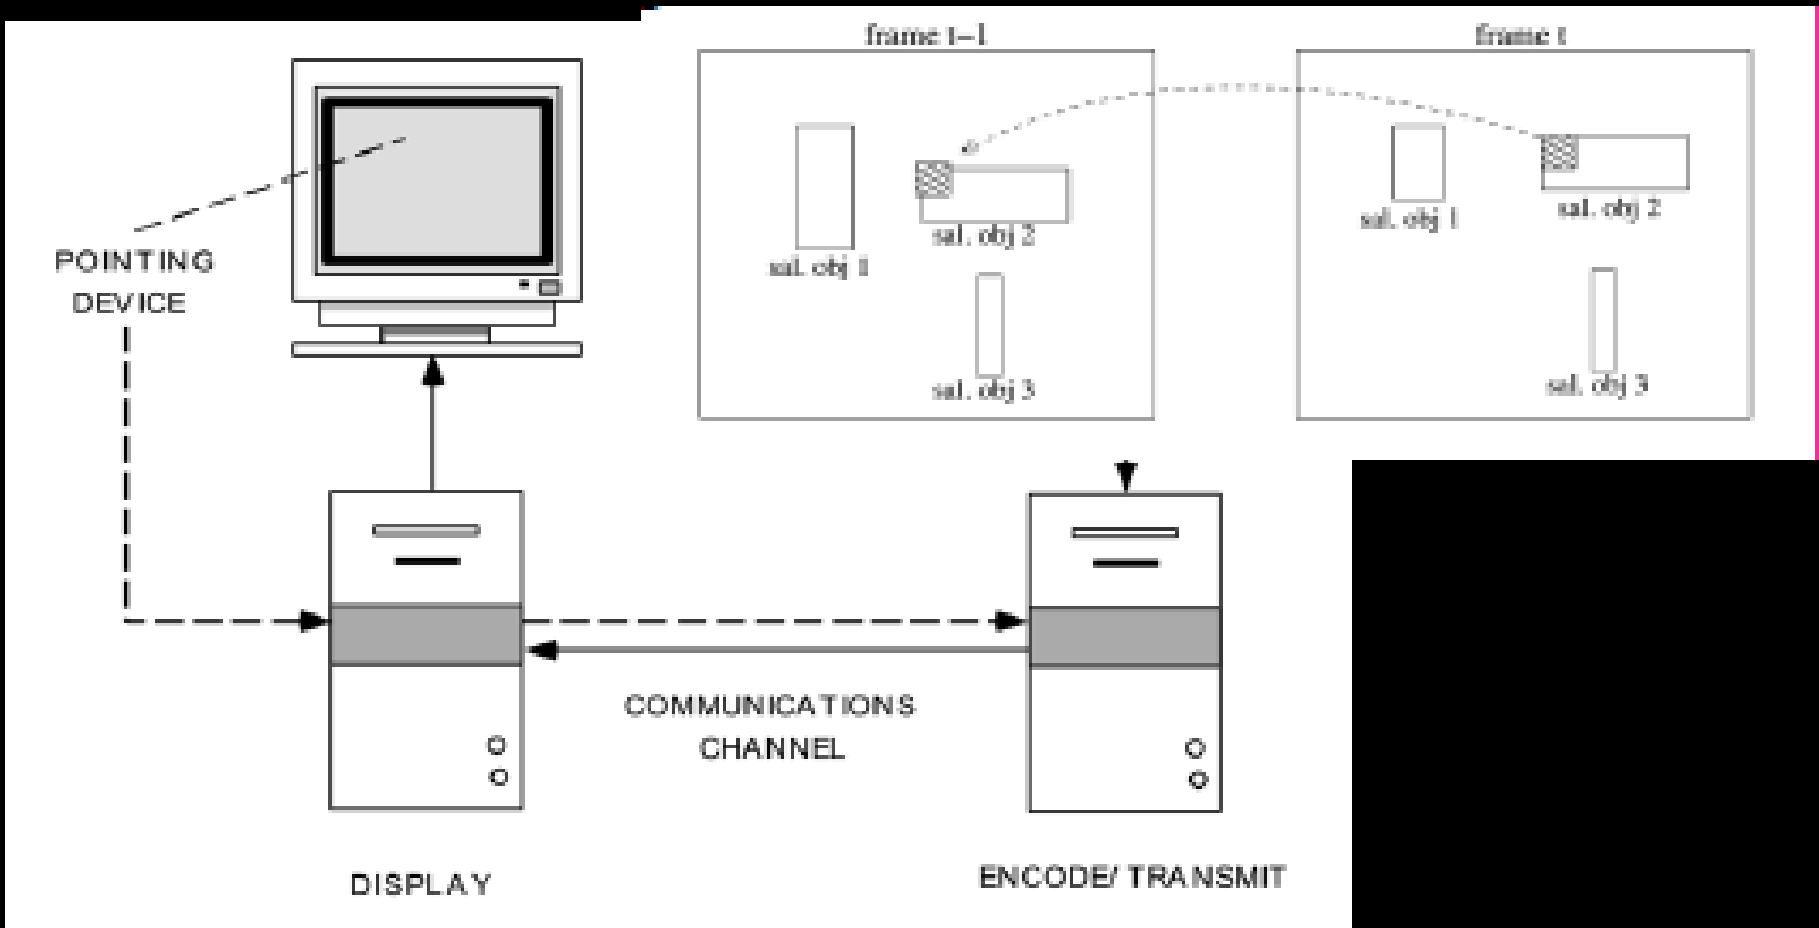 frame t–1
frame t
sal. obj 1
sal. obj 2
sal. obj 3
sal. obj 1
sal. obj 2
sal. obj 3
POINTING
DEVICE
COMMUNICATIONS
CHANNEL
DISPLAY
ENCODE/ TRANSMIT